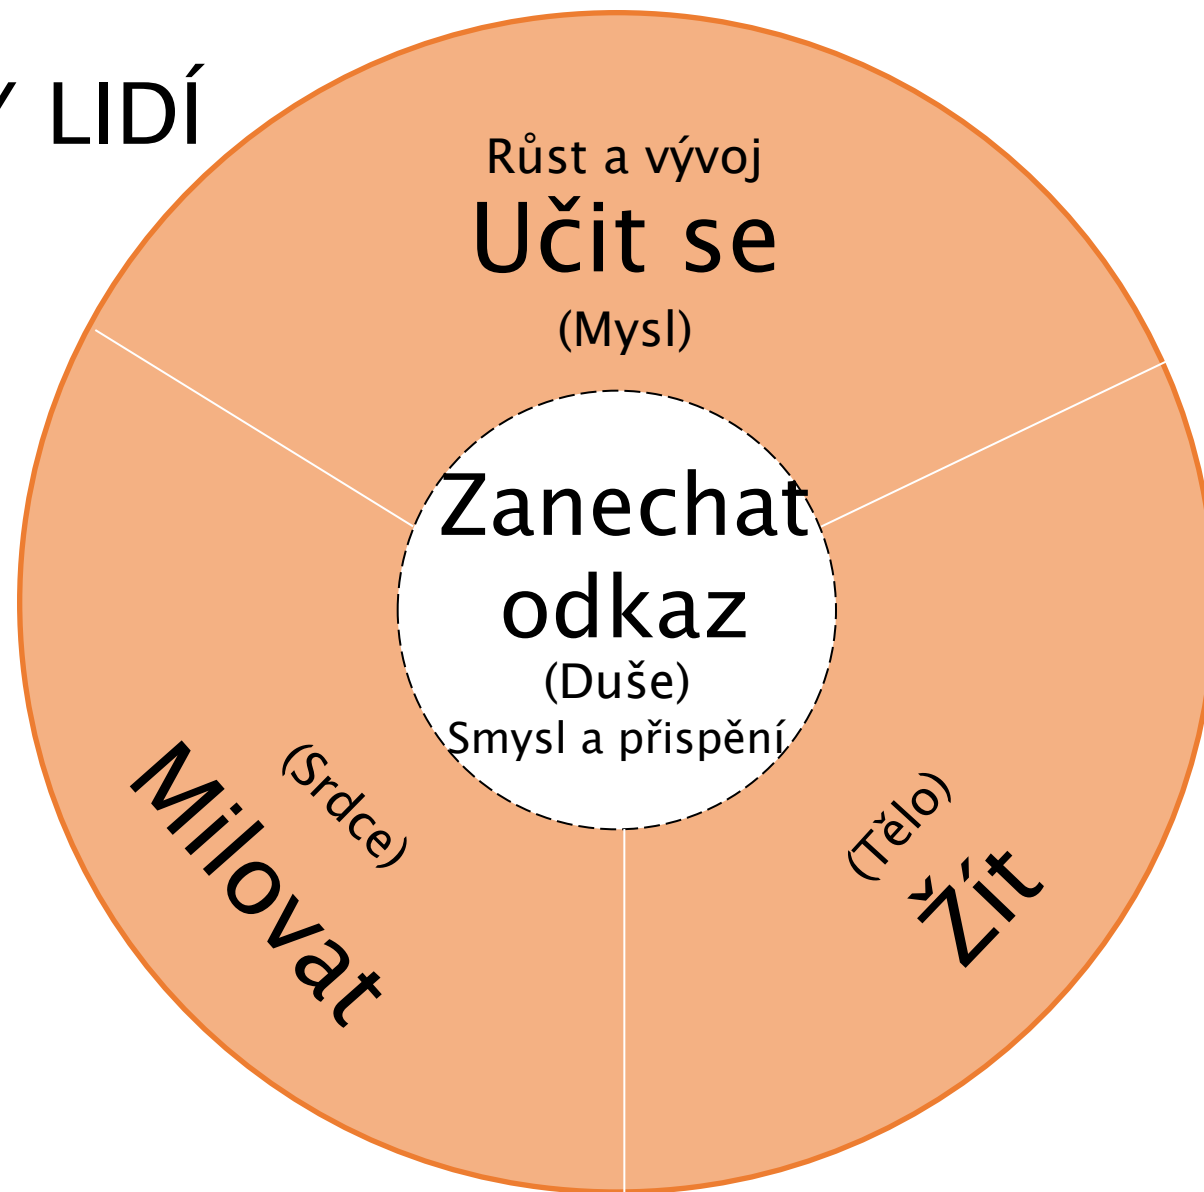 Y LIDÍ
Růst a vývoj
Učit se
(Mysl)
Zanechat
odkaz
(Duše)
Smysl a přispění
(Srdce)
Milovat
(Tělo)
Žít